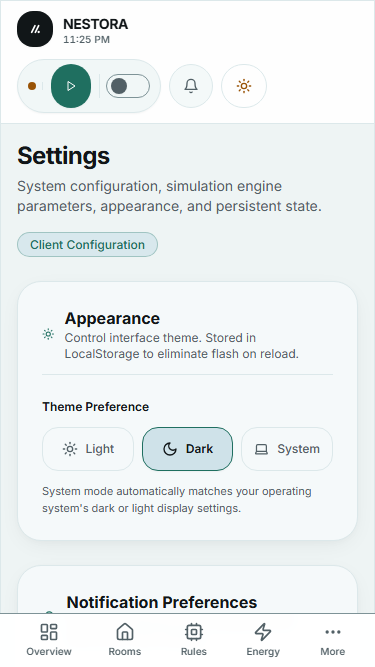 NESTORA
11:25 PM
Settings
System configuration, simulation engine
parameters, appearance, and persistent state.
Client Configuration
Appearance
Control interface theme. Stored in
LocalStorage to eliminate flash on reload.
Theme Preference
Light
Dark
System
System mode automatically matches your operating
system's dark or light display settings.
Notification Preferences
Overview
Rooms
Rules
Energy
More